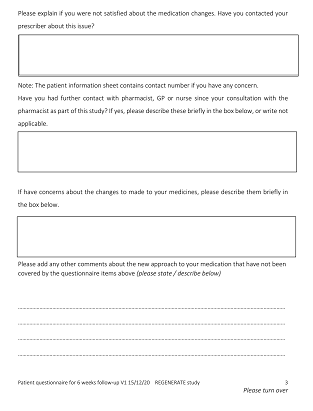 Please explain if you were not satisfied about the medication changes. Have you contacted your
prescriber about this issue?
Note: The patient information sheet contains contact number if you have any concern.
Have you had further contact with pharmacist, GP or nurse since your consultation with the
pharmacist as part of this study? If yes, please describe these briefly in the box below, or write not
applicable.
If have concerns about the changes to made to your medicines, please describe them briefly in
the box below.
Please add any other comments about the new approach to your medication that have not been
covered by the questionnaire items above (please state / describe below)
Patient questionnaire for 6 weeks follow-up V1 15/12/20 REGENERATE study 3
Please turn over